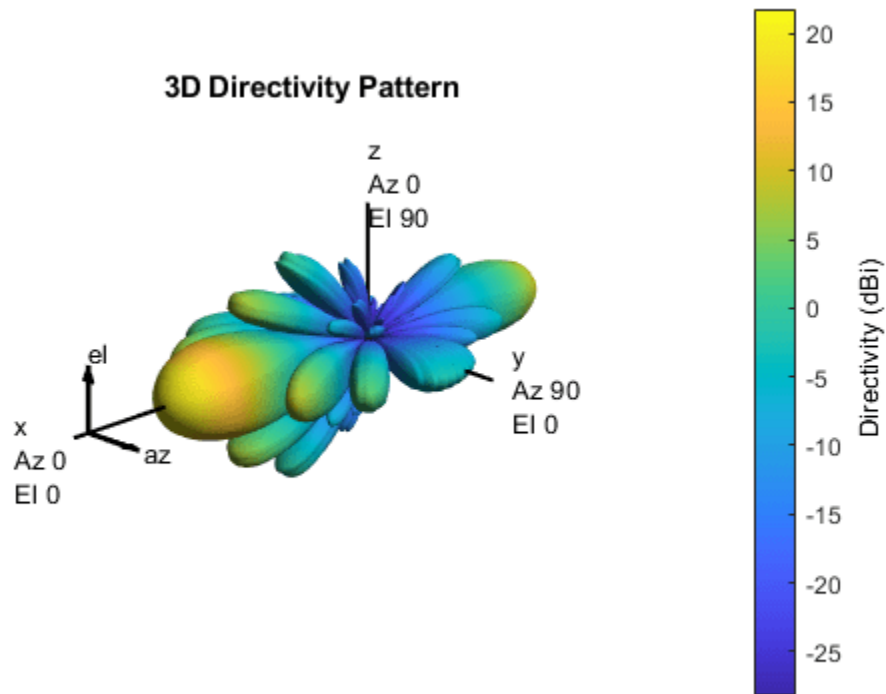 3D Directivity Pattern
z
Az 0
El 90
el
x
Az 0
El 0
az
y
Az 90
El 0
20
15
10
5
0
-5
-10
-15
-20
-25
Directivity (dBi)